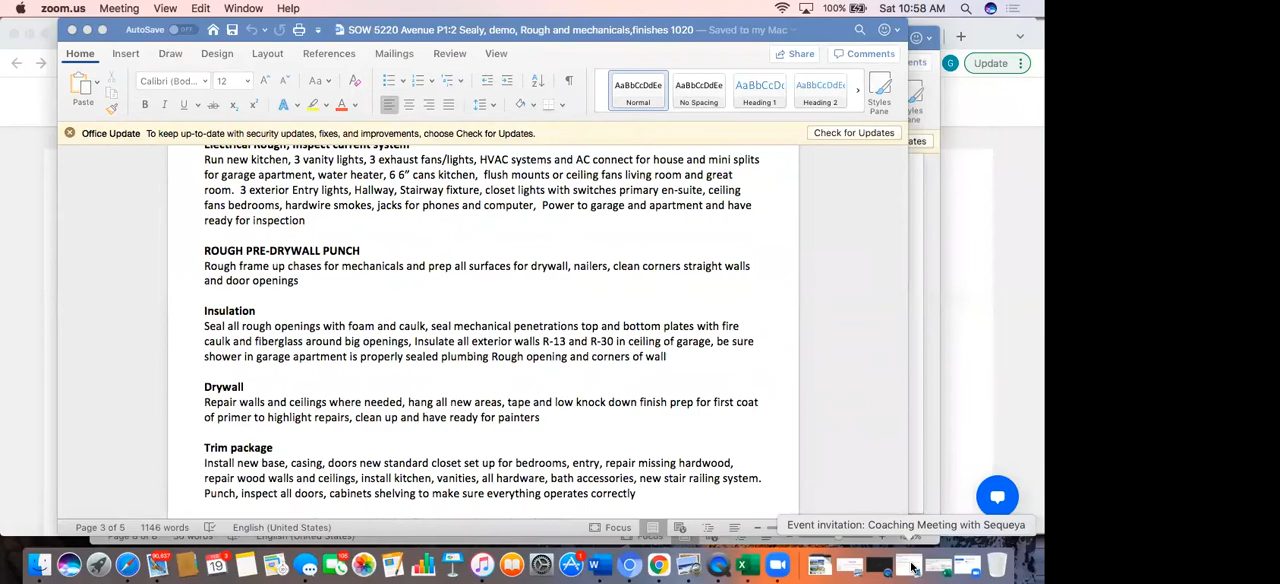 zoom.us Meeting View Edit Window Help 100% Sat 10:58 AM
AutoSave OFF SOW 5220 Avenue P1:2 Sealy, demo, Rough and mechanicals,finishes 1020 — Saved to my Mac
Home Insert Draw Design Layout References Mailings Review View Share Comments
G Update
Paste Calibri (Bod... 12 Aa
B I U ab x2 x2 A A
AaBbCcDdEe AaBbCcDdEe AaBbCcDc AaBbCcDdEe
Normal No Spacing Heading 1 Heading 2
Styles Pane
Office Update To keep up-to-date with security updates, fixes, and improvements, choose Check for Updates. Check for Updates
Electrical Rough, Inspect current system
Run new kitchen, 3 vanity lights, 3 exhaust fans/lights, HVAC systems and AC connect for house and mini splits
for garage apartment, water heater, 6 6" cans kitchen, flush mounts or ceiling fans living room and great
room. 3 exterior Entry lights, Hallway, Stairway fixture, closet lights with switches primary en-suite, ceiling
fans bedrooms, hardwire smokes, jacks for phones and computer, Power to garage and apartment and have
ready for inspection
ROUGH PRE-DRYWALL PUNCH
Rough frame up chases for mechanicals and prep all surfaces for drywall, nailers, clean corners straight walls
and door openings
Insulation
Seal all rough openings with foam and caulk, seal mechanical penetrations top and bottom plates with fire
caulk and fiberglass around big openings, Insulate all exterior walls R-13 and R-30 in ceiling of garage, be sure
shower in garage apartment is properly sealed plumbing Rough opening and corners of wall
Drywall
Repair walls and ceilings where needed, hang all new areas, tape and low knock down finish prep for first coat
of primer to highlight repairs, clean up and have ready for painters
Trim package
Install new base, casing, doors new standard closet set up for bedrooms, entry, repair missing hardwood,
repair wood walls and ceilings, install kitchen, vanities, all hardware, bath accessories, new stair railing system.
Punch, inspect all doors, cabinets shelving to make sure everything operates correctly
Event invitation: Coaching Meeting with Sequeya
Page 3 of 5 1146 words English (United States) Focus